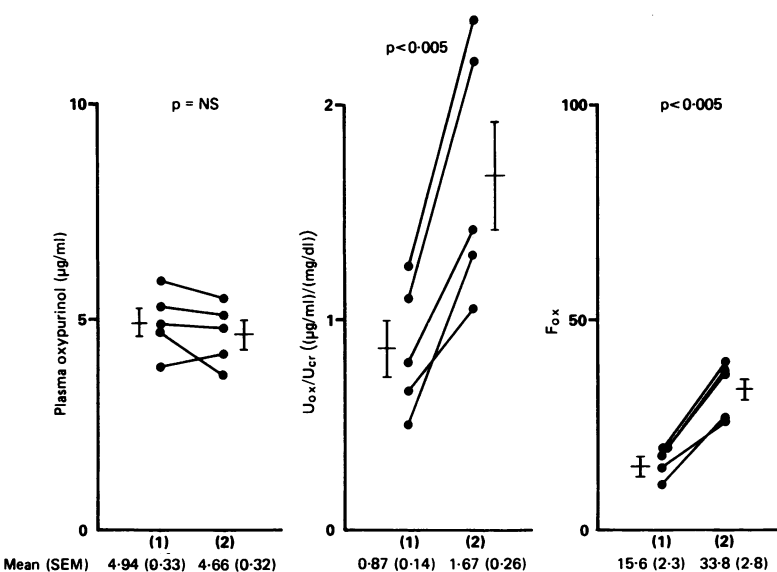 p<0·005
10 p = NS 2 100 p<0·005
Plasma oxypurinol (μg/ml)
5
0
Uox/Ucr ((μg/ml)/(mg/dl))
1
0
Fox
50
0
(1) (2) (1) (2) (1) (2)
Mean (SEM) 4·94 (0·33) 4·66 (0·32) 0·87 (0·14) 1·67 (0·26) 15·6 (2·3) 33·8 (2·8)